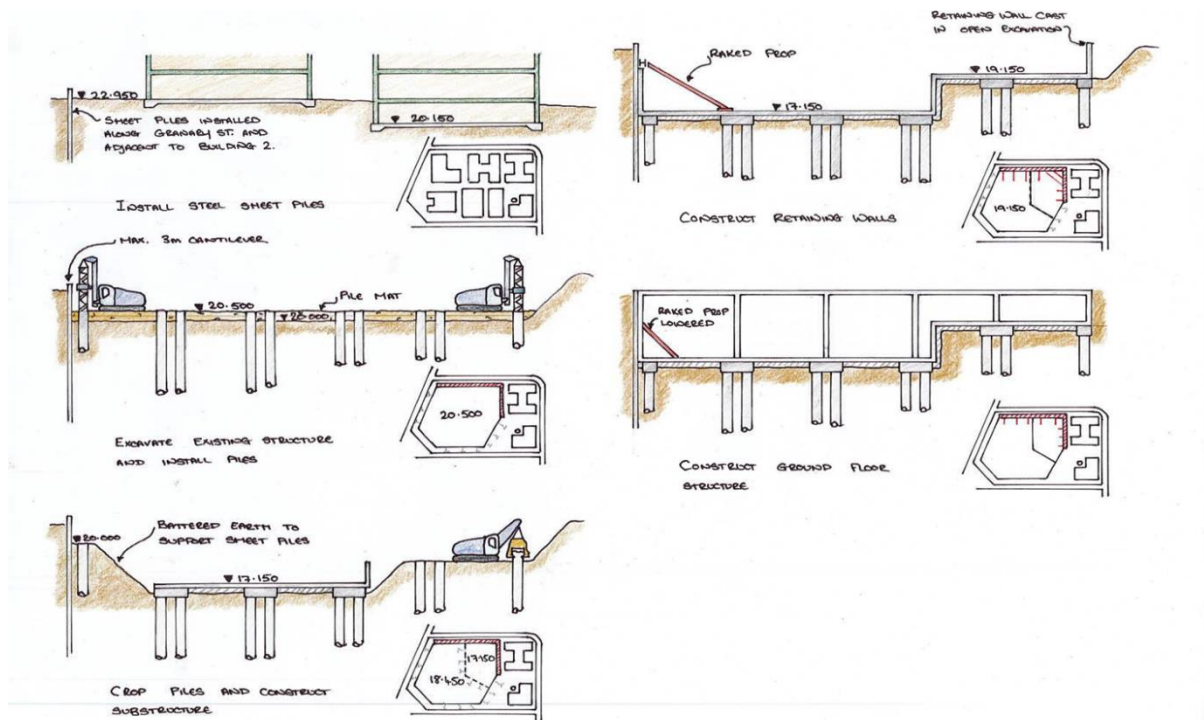 ▼ 22.950
SHEET PILES INSTALLED
ALONG GRANARY ST. AND
ADJACENT TO BUILDING 2.
▼ 20.150
INSTALL STEEL SHEET PILES
MAX. 3M CANTILEVER
▼ 20.500
PILE MAT
▼ 20.000
20.500
EXCAVATE EXISTING STRUCTURE
AND INSTALL PILES
BATTERED EARTH TO
SUPPORT SHEET PILES
▼ 20.000
▼ 17.150
17.150
18.450
CROP PILES AND CONSTRUCT
SUBSTRUCTURE
RETAINING WALL CAST
IN OPEN EXCAVATION
RAKED PROP
▼ 19.150
▼ 17.150
19.150
CONSTRUCT RETAINING WALLS
RAKED PROP
LOWERED
CONSTRUCT GROUND FLOOR
STRUCTURE